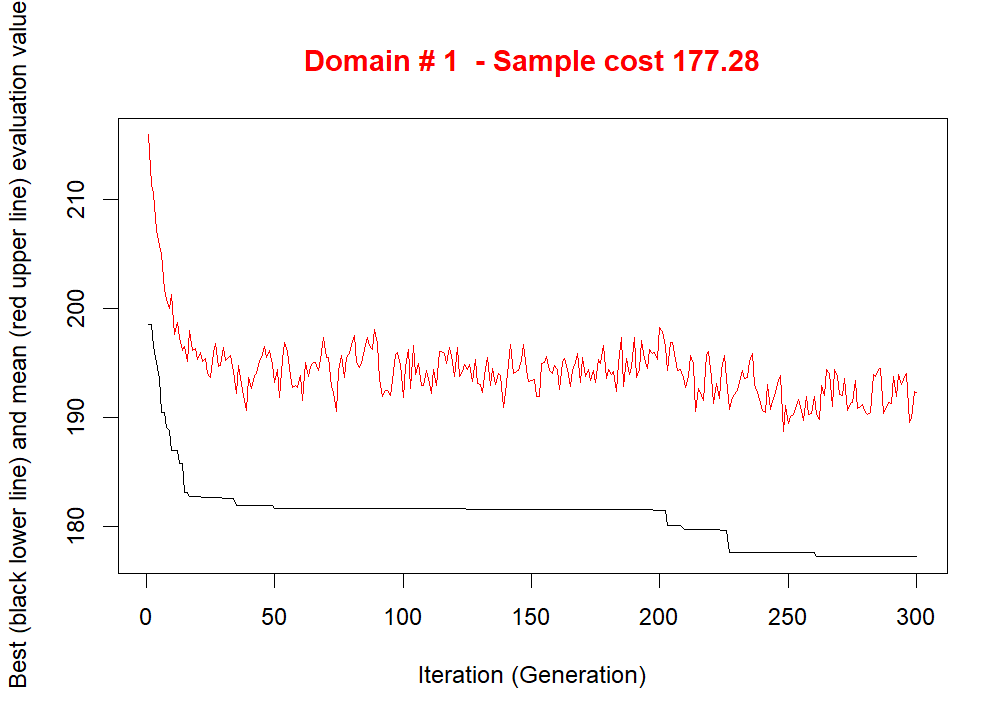 Domain # 1  - Sample cost 177.28
Best (black lower line) and mean (red upper line) evaluation value
210
200
190
180
0 50 100 150 200 250 300
Iteration (Generation)